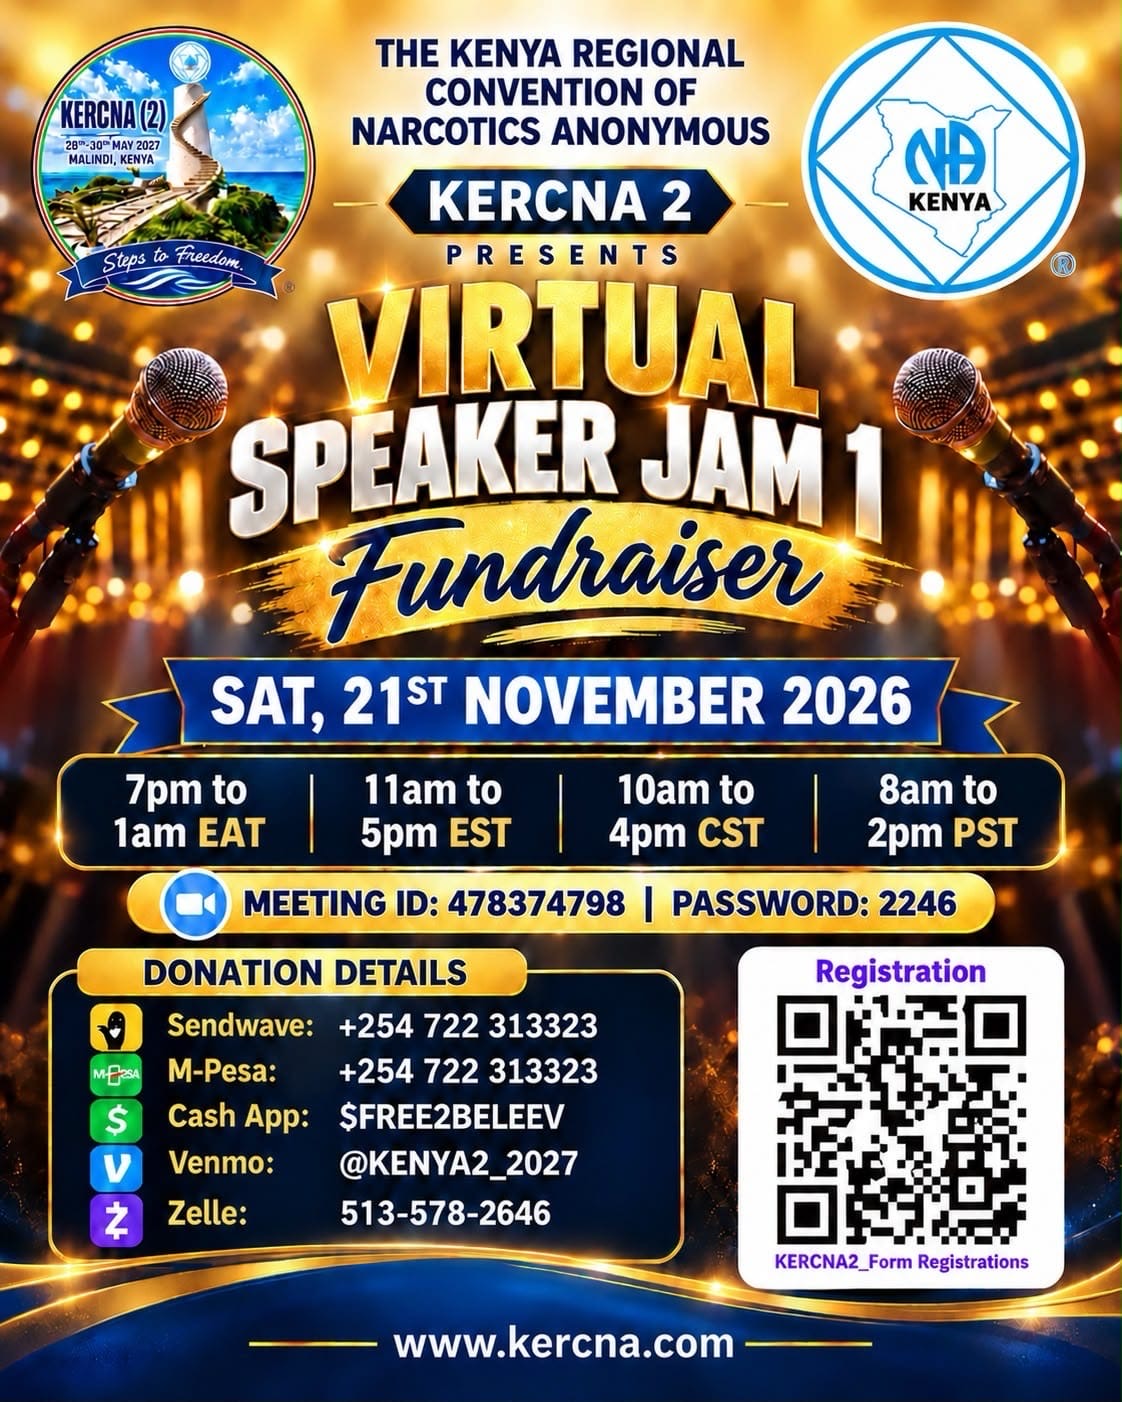 KERCNA (2)
28TH-30TH MAY 2027
MALINDI, KENYA
Steps to Freedom.
®
THE KENYA REGIONAL
CONVENTION OF
NARCOTICS ANONYMOUS
KERCNA 2
PRESENTS
NA
KENYA
®
VIRTUAL
SPEAKER JAM 1
Fundraiser
SAT, 21ST NOVEMBER 2026
7pm to
1am EAT
11am to
5pm EST
10am to
4pm CST
8am to
2pm PST
MEETING ID: 478374798 | PASSWORD: 2246
DONATION DETAILS
Sendwave: +254 722 313323
M-PESA
M-Pesa: +254 722 313323
$
Cash App: $FREE2BELEEV
V
Venmo: @KENYA2_2027
Z
Zelle: 513-578-2646
Registration
KERCNA2_Form Registrations
www.kercna.com